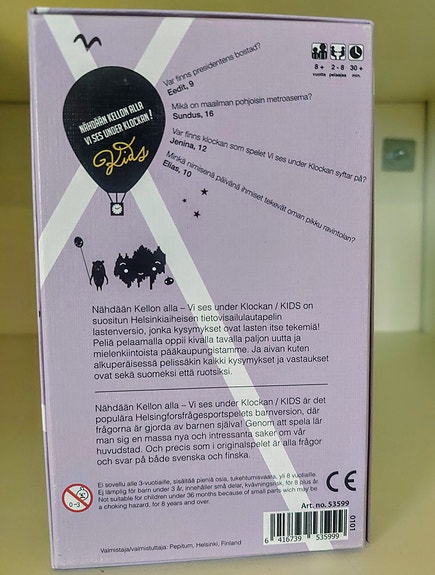 NÄHDÄÄN KELLON ALLA
VI SES UNDER KLOCKAN!
Kids
Var finns presidentens bostad?
Eedit, 9
Mikä on maailman pohjoisin metroasema?
Sundus, 16
Var finns klockan som spelet Vi ses under Klockan syftar på?
Jenina, 12
Minkä nimisenä päivänä ihmiset tekevät oman pikku ravintolan?
Elias, 10
8 + 2 - 8 30 +
vuotta pelaajaa min.
Nähdään Kellon alla – Vi ses under Klockan / KIDS on
suositun Helsinkiaiheisen tietovisailulautapelin
lastenversio, jonka kysymykset ovat lasten itse tekemiä!
Peliä pelaamalla oppii kivalla tavalla paljon uutta ja
mielenkiintoista pääkaupungistamme. Ja aivan kuten
alkuperäisessä pelissäkin kaikki kysymykset ja vastaukset
ovat sekä suomeksi että ruotsiksi.
Nähdään Kellon alla – Vi ses under Klockan / KIDS är det
populära Helsingforsfrågesportspelets barnversion, där
frågorna är gjorda av barnen själva! Genom att spela lär
man sig en massa nya och intressanta saker om vår
huvudstad. Och precis som i originalspelet är alla frågor
och svar på både svenska och finska.
0-3
Ei sovellu alle 3-vuotiaille, sisältää pieniä osia, tukehtumisvaara, yli 8 vuotiaille.
Ej lämplig för barn under 3 år, innehåller små delar, kvävningsrisk, för 8 plus år.
Not suitable for children under 36 months because of small parts wich may be
a choking hazard. for 8 years and over.
CE
Art. no. 53599
0101
6 416739 535999
Valmistaja/valmistuttaja: Peptium, Helsinki, Finland